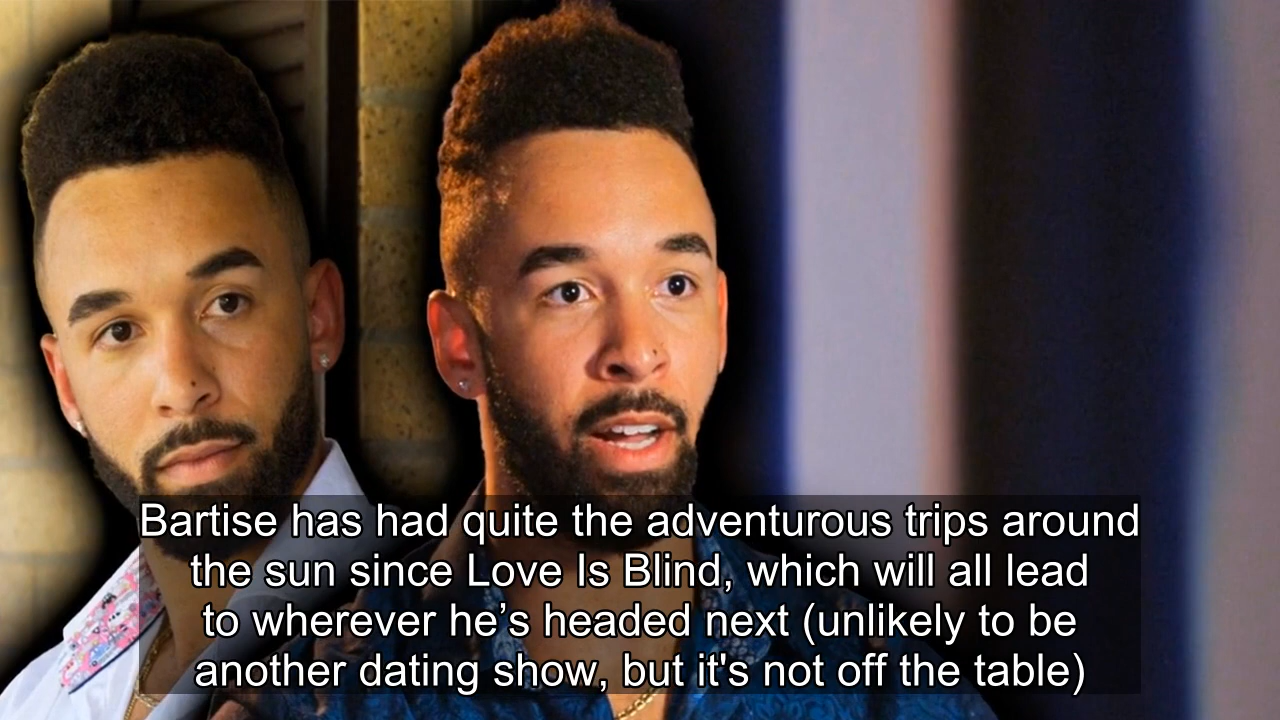 Bartise has had quite the adventurous trips around
the sun since Love Is Blind, which will all lead
to wherever he’s headed next (unlikely to be
another dating show, but it's not off the table)